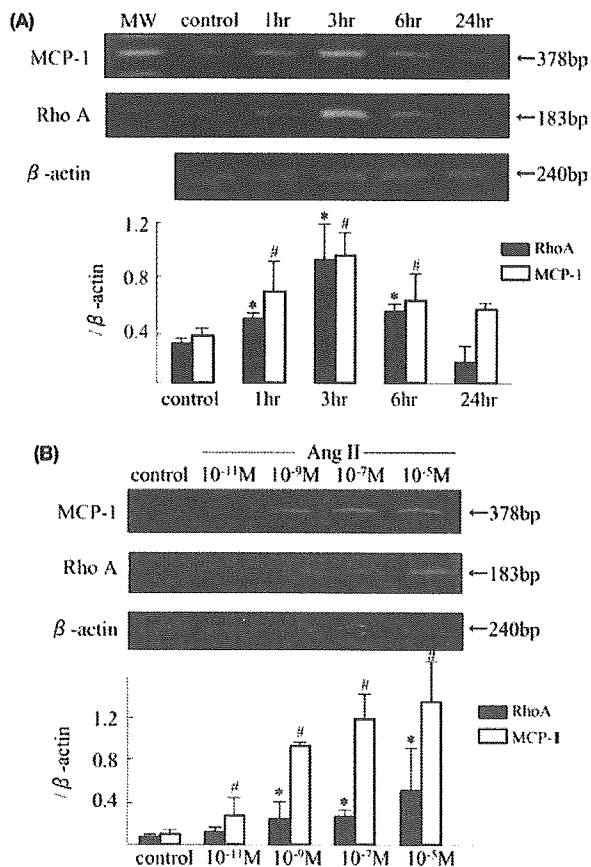 (A)
MW control 1hr 3hr 6hr 24hr
MCP-1 ←378bp
Rho A ←183bp
β-actin ←240bp
/β-actin
1.2
0.8
0.4
* # * # * #
RhoA
MCP-1
control 1hr 3hr 6hr 24hr
(B)
Ang II
control 10⁻¹¹M 10⁻⁹M 10⁻⁷M 10⁻⁵M
MCP-1 ←378bp
Rho A ←183bp
β-actin ←240bp
/β-actin
1.2
0.8
0.4
# * # * # * #
RhoA
MCP-1
control 10⁻¹¹M 10⁻⁹M 10⁻⁷M 10⁻⁵M